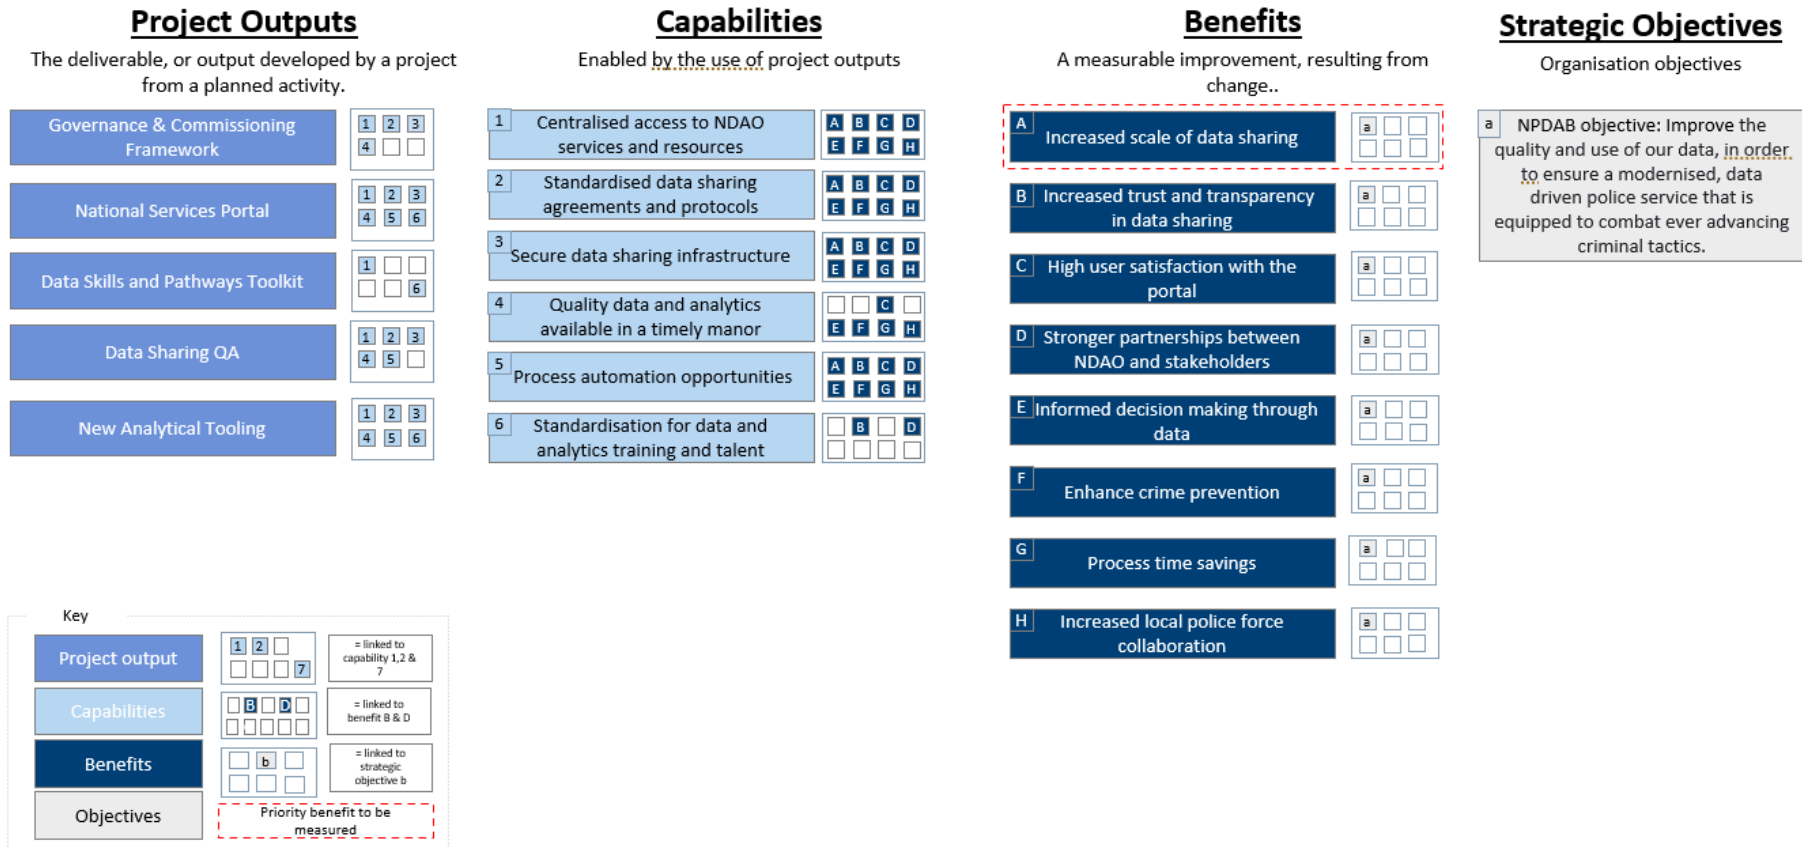 Project Outputs
The deliverable, or output developed by a project
from a planned activity.
Governance & Commissioning
Framework
1 2 3
4
National Services Portal
1 2 3
4 5 6
Data Skills and Pathways Toolkit
1
6
Data Sharing QA
1 2 3
4 5
New Analytical Tooling
1 2 3
4 5 6
Capabilities
Enabled by the use of project outputs
1
Centralised access to NDAO
services and resources
A B C D
E F G H
2
Standardised data sharing
agreements and protocols
A B C D
E F G H
3
Secure data sharing infrastructure
A B C D
E F G H
4
Quality data and analytics
available in a timely manor
C
E F G H
5
Process automation opportunities
A B C D
E F G H
6
Standardisation for data and
analytics training and talent
B D
Benefits
A measurable improvement, resulting from
change..
A
Increased scale of data sharing
a
B
Increased trust and transparency
in data sharing
a
C
High user satisfaction with the
portal
a
D
Stronger partnerships between
NDAO and stakeholders
a
E
Informed decision making through
data
a
F
Enhance crime prevention
a
G
Process time savings
a
H
Increased local police force
collaboration
a
Strategic Objectives
Organisation objectives
a
NPDAB objective: Improve the
quality and use of our data, in order
to ensure a modernised, data
driven police service that is
equipped to combat ever advancing
criminal tactics.
Key
Project output
1 2
7
= linked to
capability 1,2 &
7
Capabilities
B D
= linked to
benefit B & D
Benefits
b
= linked to
strategic
objective b
Objectives
Priority benefit to be
measured